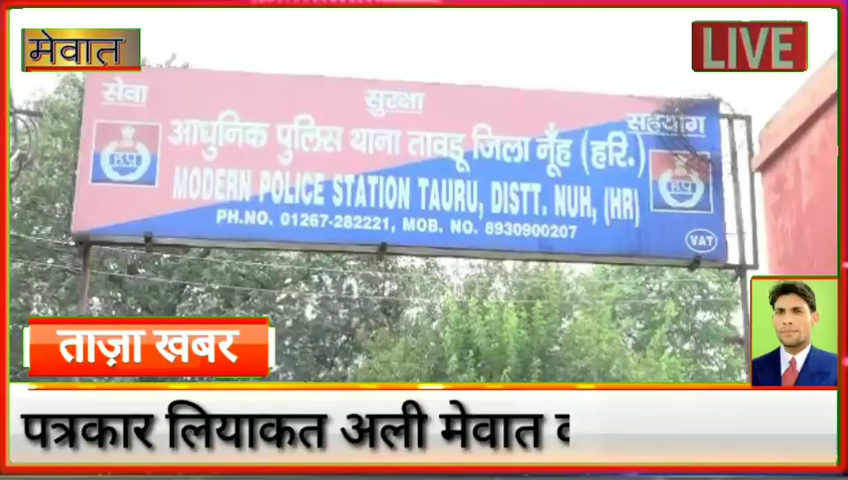 मेवात
LIVE
सेवा सुरक्षा सहयोग
आधुनिक पुलिस थाना तावडू जिला नूँह (हरि.)
MODERN POLICE STATION TAURU, DISTT. NUH, (HR)
PH.NO. 01267-282221, MOB. NO. 8930900207
VAT
ताज़ा खबर
पत्रकार लियाकत अली मेवात